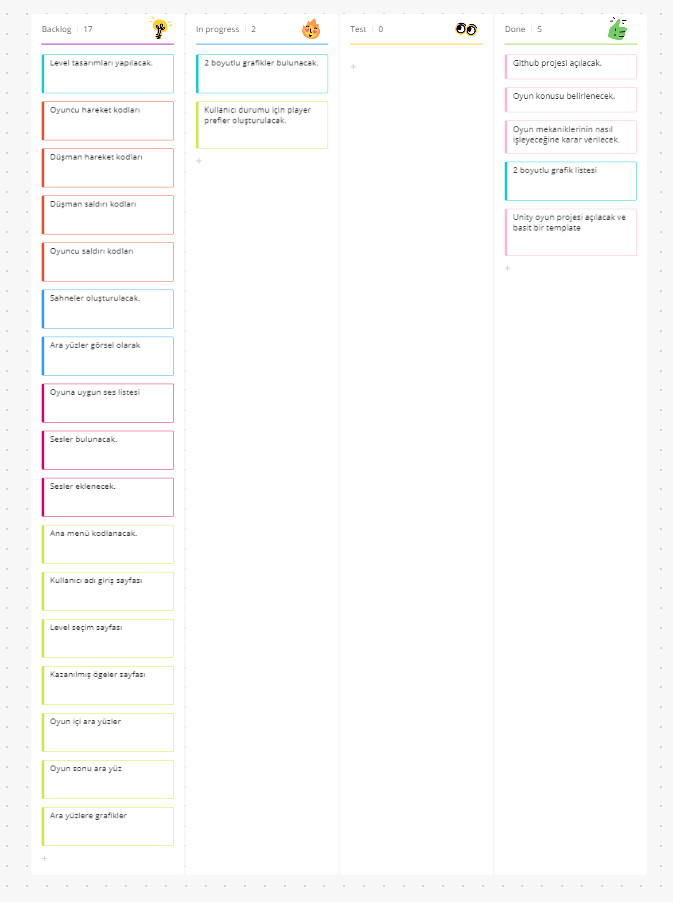 Backlog 17
Level tasarımları yapılacak.
Oyuncu hareket kodları
Düşman hareket kodları
Düşman saldırı kodları
Oyuncu saldırı kodları
Sahneler oluşturulacak.
Ara yüzler görsel olarak
Oyuna uygun ses listesi
Sesler bulunacak.
Sesler eklenecek.
Ana menü kodlanacak.
Kullanıcı adı giriş sayfası
Level seçim sayfası
Kazanılmış ögeler sayfası
Oyun içi ara yüzler
Oyun sonu ara yüz
Ara yüzlere grafikler
In progress 2
2 boyutlu grafikler bulunacak.
Kullanıcı durumu için player
prefler oluşturulacak.
Test 0
Done 5
Github projesi açılacak.
Oyun konusu belirlenecek.
Oyun mekaniklerinin nasıl
işleyeceğine karar verilecek.
2 boyutlu grafik listesi
Unity oyun projesi açılacak ve
basit bir template